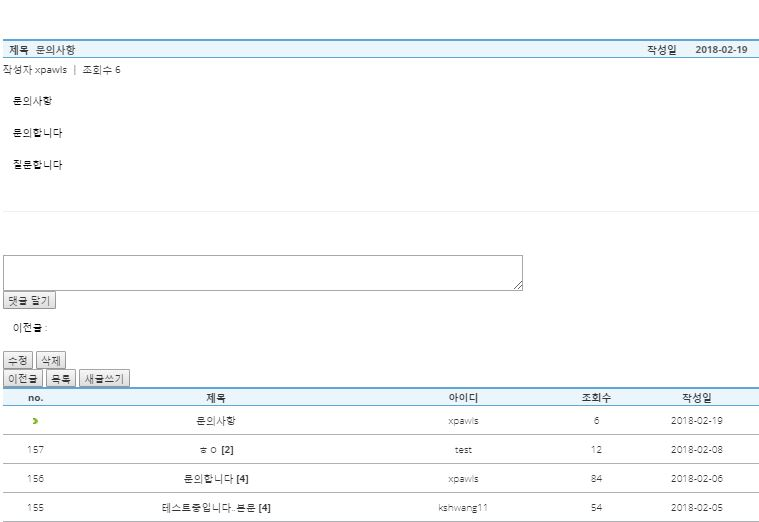 제목 문의사항 작성일 2018-02-19
작성자 xpawls | 조회수 6
문의사항
문의합니다
질문합니다
댓글 달기
이전글 :
수정 삭제
이전글 목록 새글쓰기
no. 제목 아이디 조회수 작성일
문의사항 xpawls 6 2018-02-19
157 ㅎㅇ [2] test 12 2018-02-08
156 문의합니다 [4] xpawls 84 2018-02-06
155 테스트중입니다..본문 [4] kshwang11 54 2018-02-05